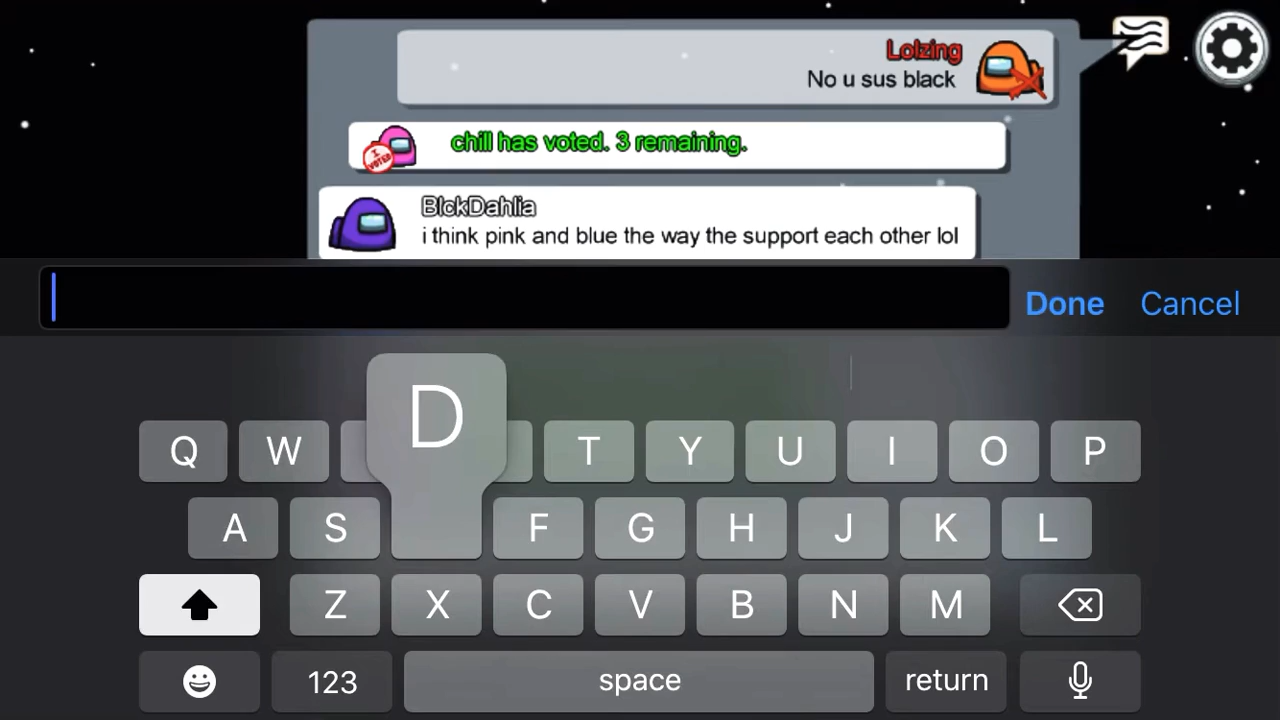 Lolzing
No u sus black
I VOTED
chill has voted. 3 remaining.
BlckDahlia
i think pink and blue the way the support each other lol
Done Cancel
D
Q W T Y U I O P
A S F G H J K L
Z X C V B N M
123 space return